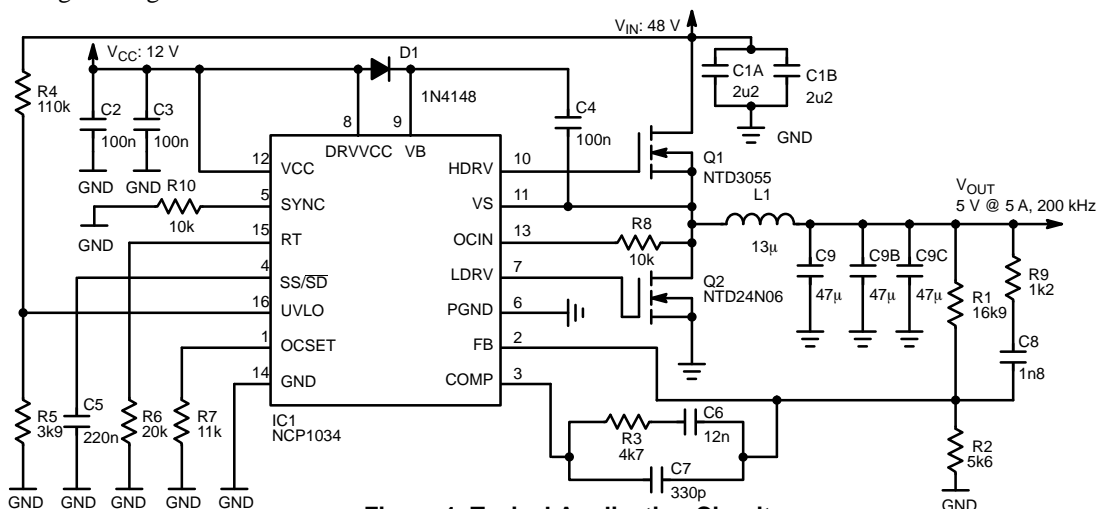 V_IN: 48 V
V_CC: 12 V
D1
1N4148
R4
110k
C2
100n
C3
100n
GND
GND
8
9
DRVVCC
VB
C4
100n
C1A
2u2
C1B
2u2
GND
12
VCC
HDRV
10
Q1
NTD3055
R10
10k
GND
5
SYNC
VS
11
L1
13μ
V_OUT
5 V @ 5 A, 200 kHz
15
RT
OCIN
13
R8
10k
4
SS/SD
LDRV
7
Q2
NTD24N06
C9
47μ
C9B
47μ
C9C
47μ
R1
16k9
R9
1k2
16
UVLO
PGND
6
1
OCSET
FB
2
C8
1n8
14
GND
COMP
3
R5
3k9
C5
220n
R6
20k
R7
11k
IC1
NCP1034
R3
4k7
C6
12n
C7
330p
R2
5k6
GND
GND
GND
GND
GND
GND